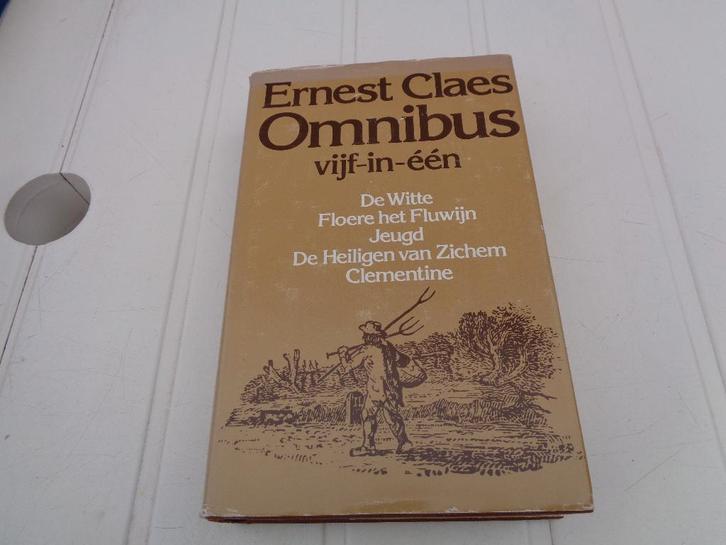 Ernest Claes
Omnibus
vijf-in-één
De Witte
Floere het Fluwijn
Jeugd
De Heiligen van Zichem
Clementine